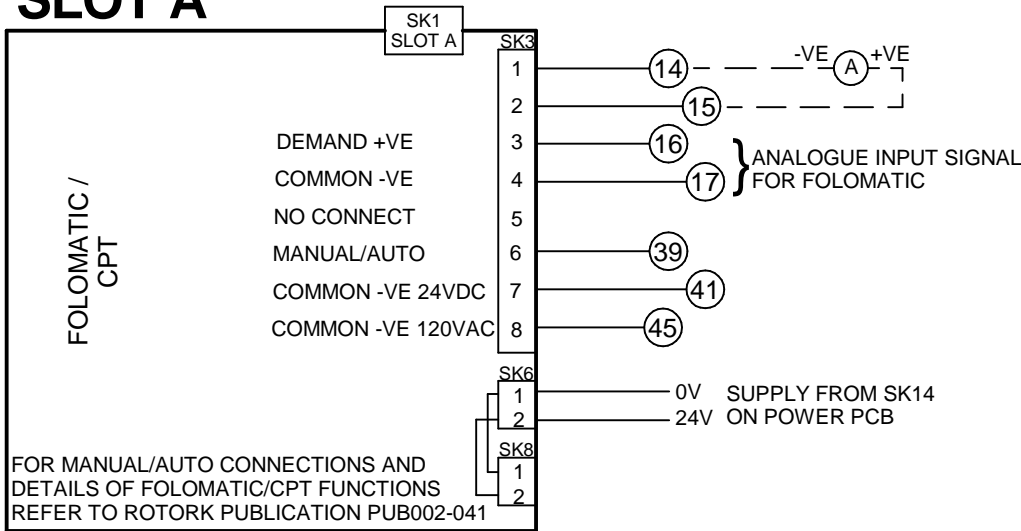 SLOT A
SK1
SLOT A
SK3
1
14
-VE
A
+VE
2
15
DEMAND +VE
3
16
ANALOGUE INPUT SIGNAL
FOR FOLOMATIC
COMMON -VE
4
17
NO CONNECT
5
MANUAL/AUTO
6
39
COMMON -VE 24VDC
7
41
COMMON -VE 120VAC
8
45
FOLOMATIC /
CPT
SK6
1
0V
2
24V
SUPPLY FROM SK14
ON POWER PCB
SK8
1
2
FOR MANUAL/AUTO CONNECTIONS AND
DETAILS OF FOLOMATIC/CPT FUNCTIONS
REFER TO ROTORK PUBLICATION PUB002-041